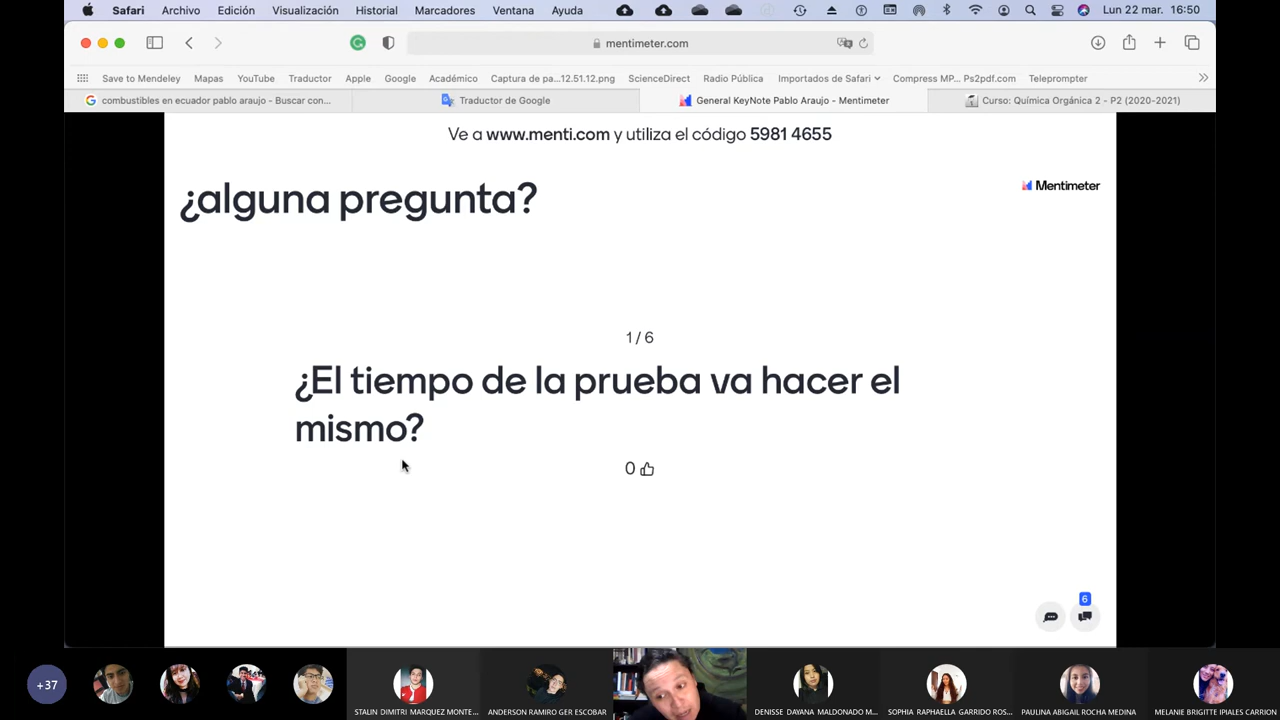 Safari Archivo Edición Visualización Historial Marcadores Ventana Ayuda Lun 22 mar. 16:50
mentimeter.com
Save to Mendeley Mapas YouTube Traductor Apple Google Académico Captura de pa...12.51.12.png ScienceDirect Radio Pública Importados de Safari Compress MP... Ps2pdf.com Teleprompter
combustibles en ecuador pablo araujo - Buscar con... Traductor de Google General KeyNote Pablo Araujo - Mentimeter Curso: Química Orgánica 2 - P2 (2020-2021)
Ve a www.menti.com y utiliza el código 5981 4655
Mentimeter
¿alguna pregunta?
1 / 6
¿El tiempo de la prueba va hacer el
mismo?
0
6
+37
STALIN DIMITRI MARQUEZ MONTE... ANDERSON RAMIRO GER ESCOBAR DENISSE DAYANA MALDONADO M... SOPHIA RAPHAELLA GARRIDO ROS... PAULINA ABIGAIL ROCHA MEDINA MELANIE BRIGITTE IPIALES CARRION